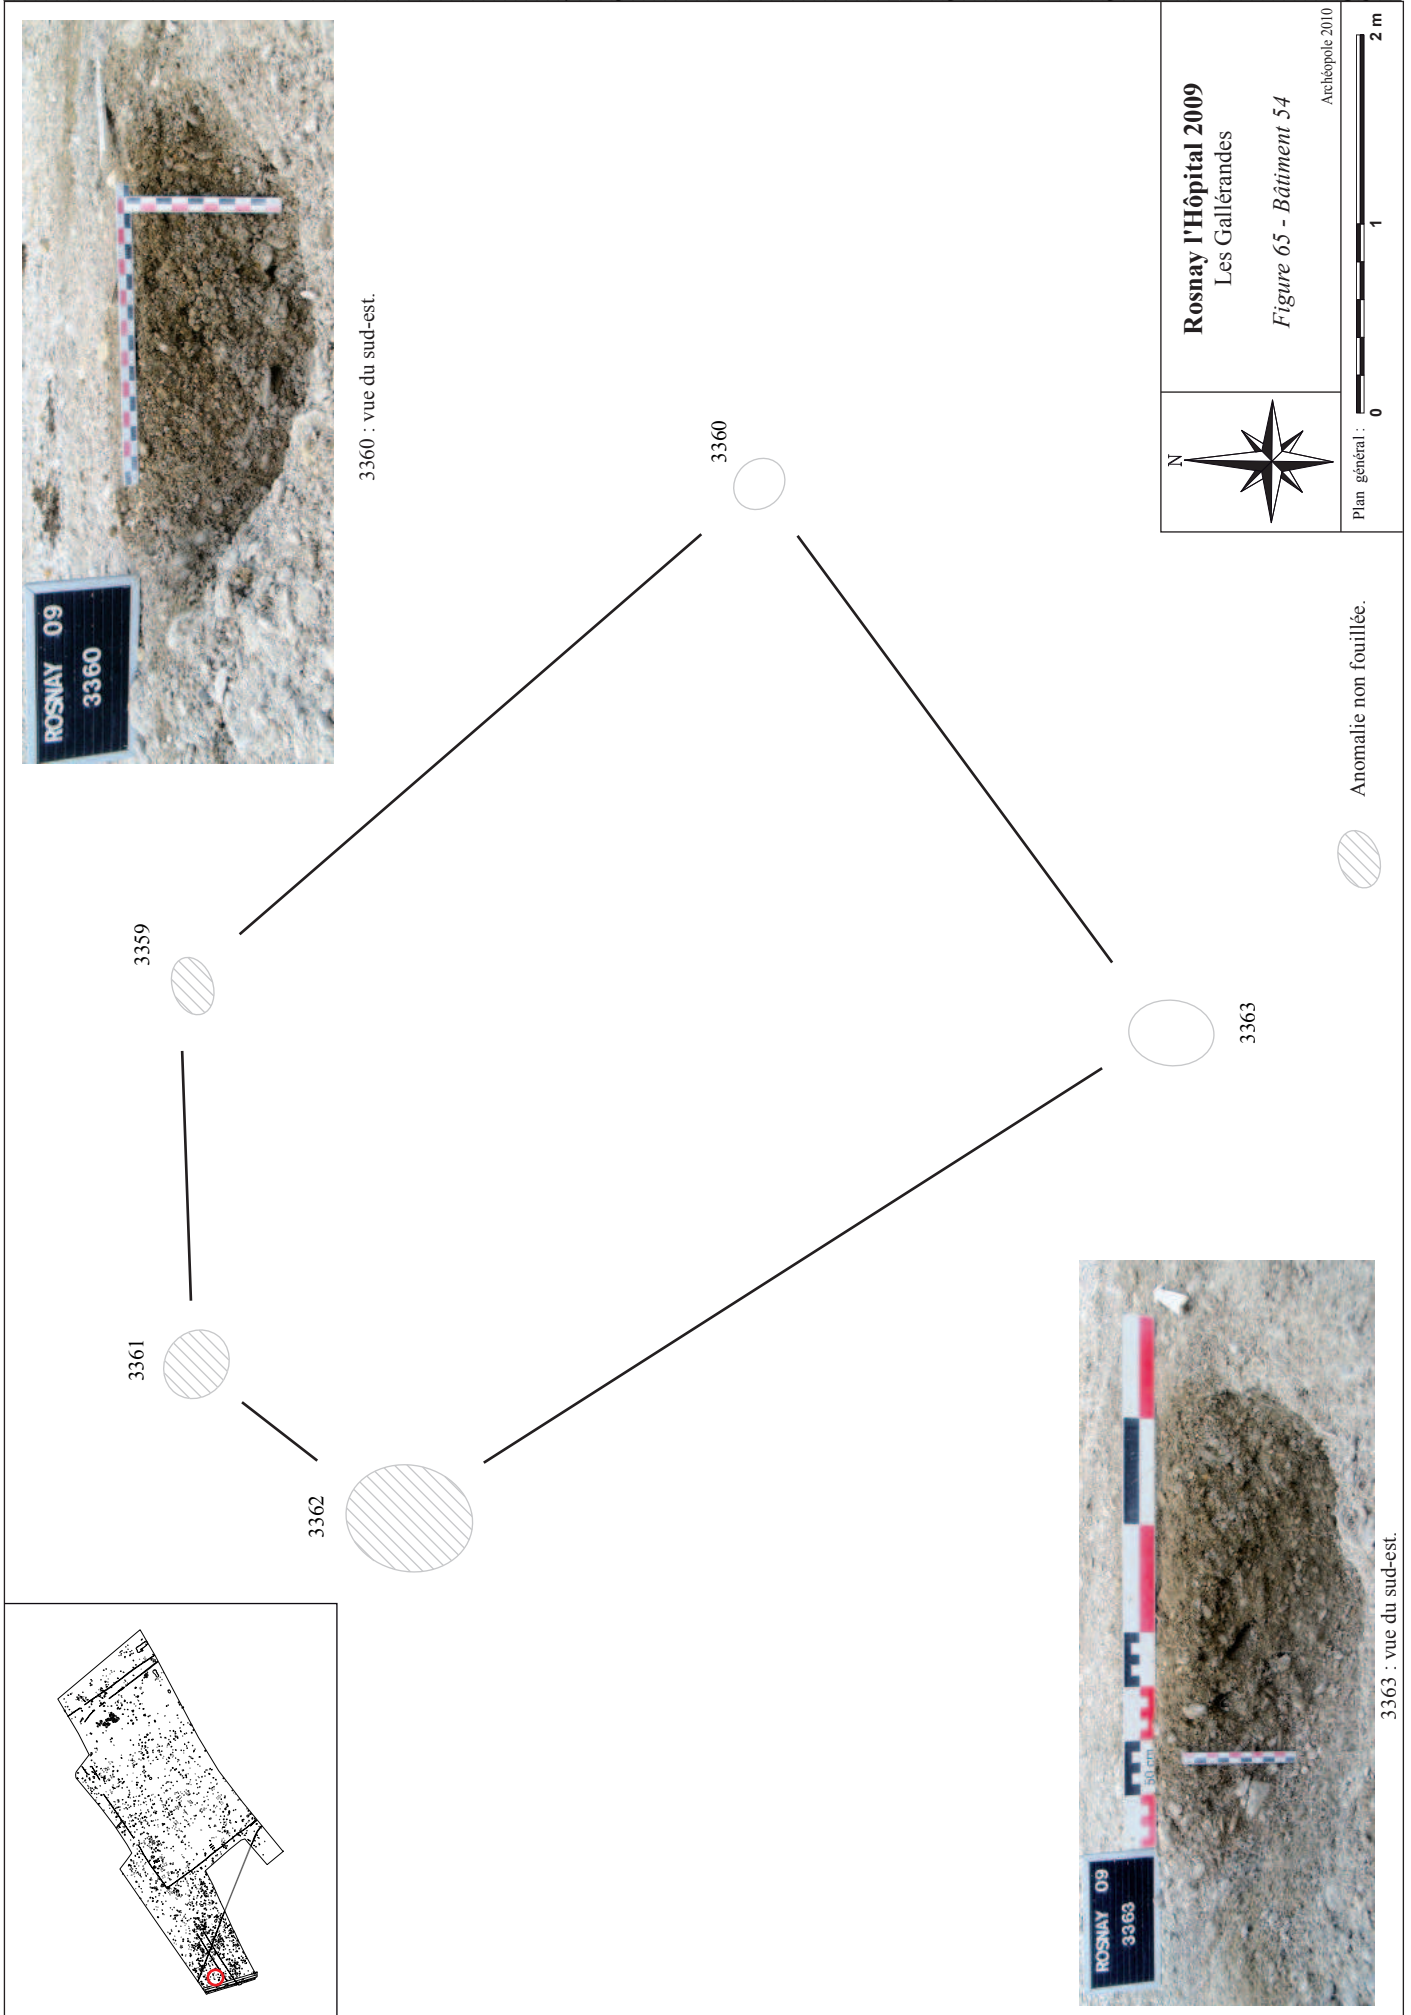 ROSNAY 09
3360
3360 : vue du sud-est.
3359
3361
3362
3360
3363
ROSNAY 09
3363
50 cm
3363 : vue du sud-est.
Anomalie non fouillée.
N
Rosnay l'Hôpital 2009
Les Gallérandes
Figure 65 - Bâtiment 54
Archéopole 2010
Plan général :
0 1 2 m